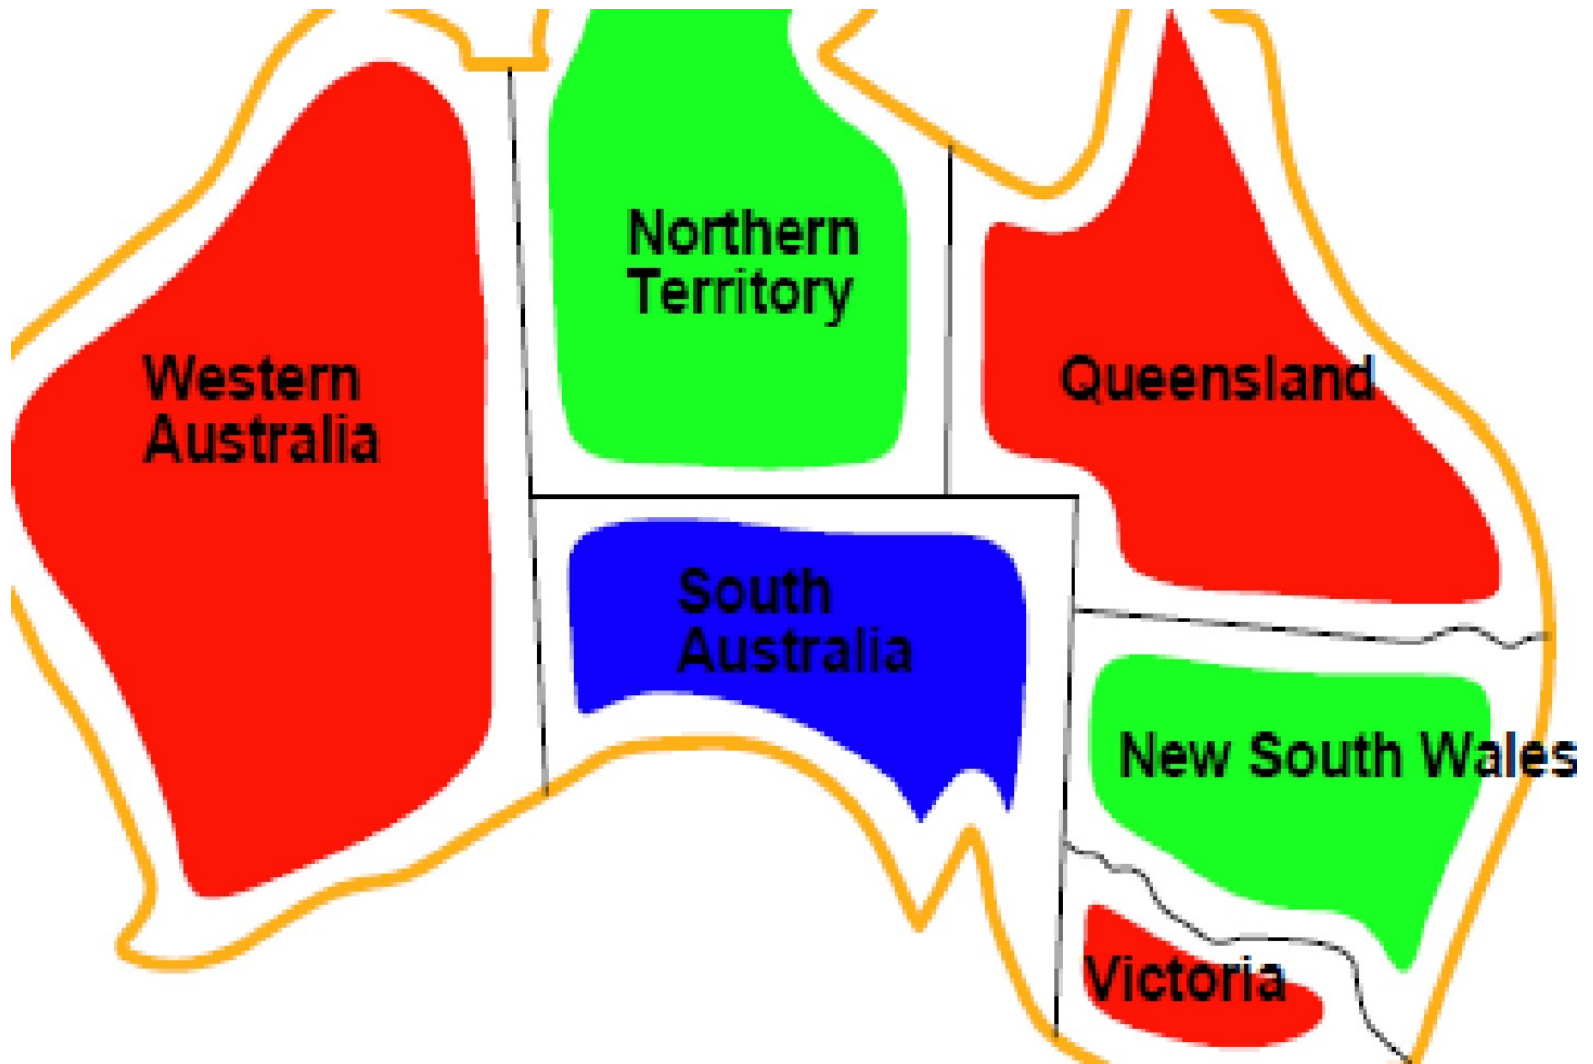 Northern
Territory
Western
Australia
Queensland
South
Australia
New South Wales
Victoria